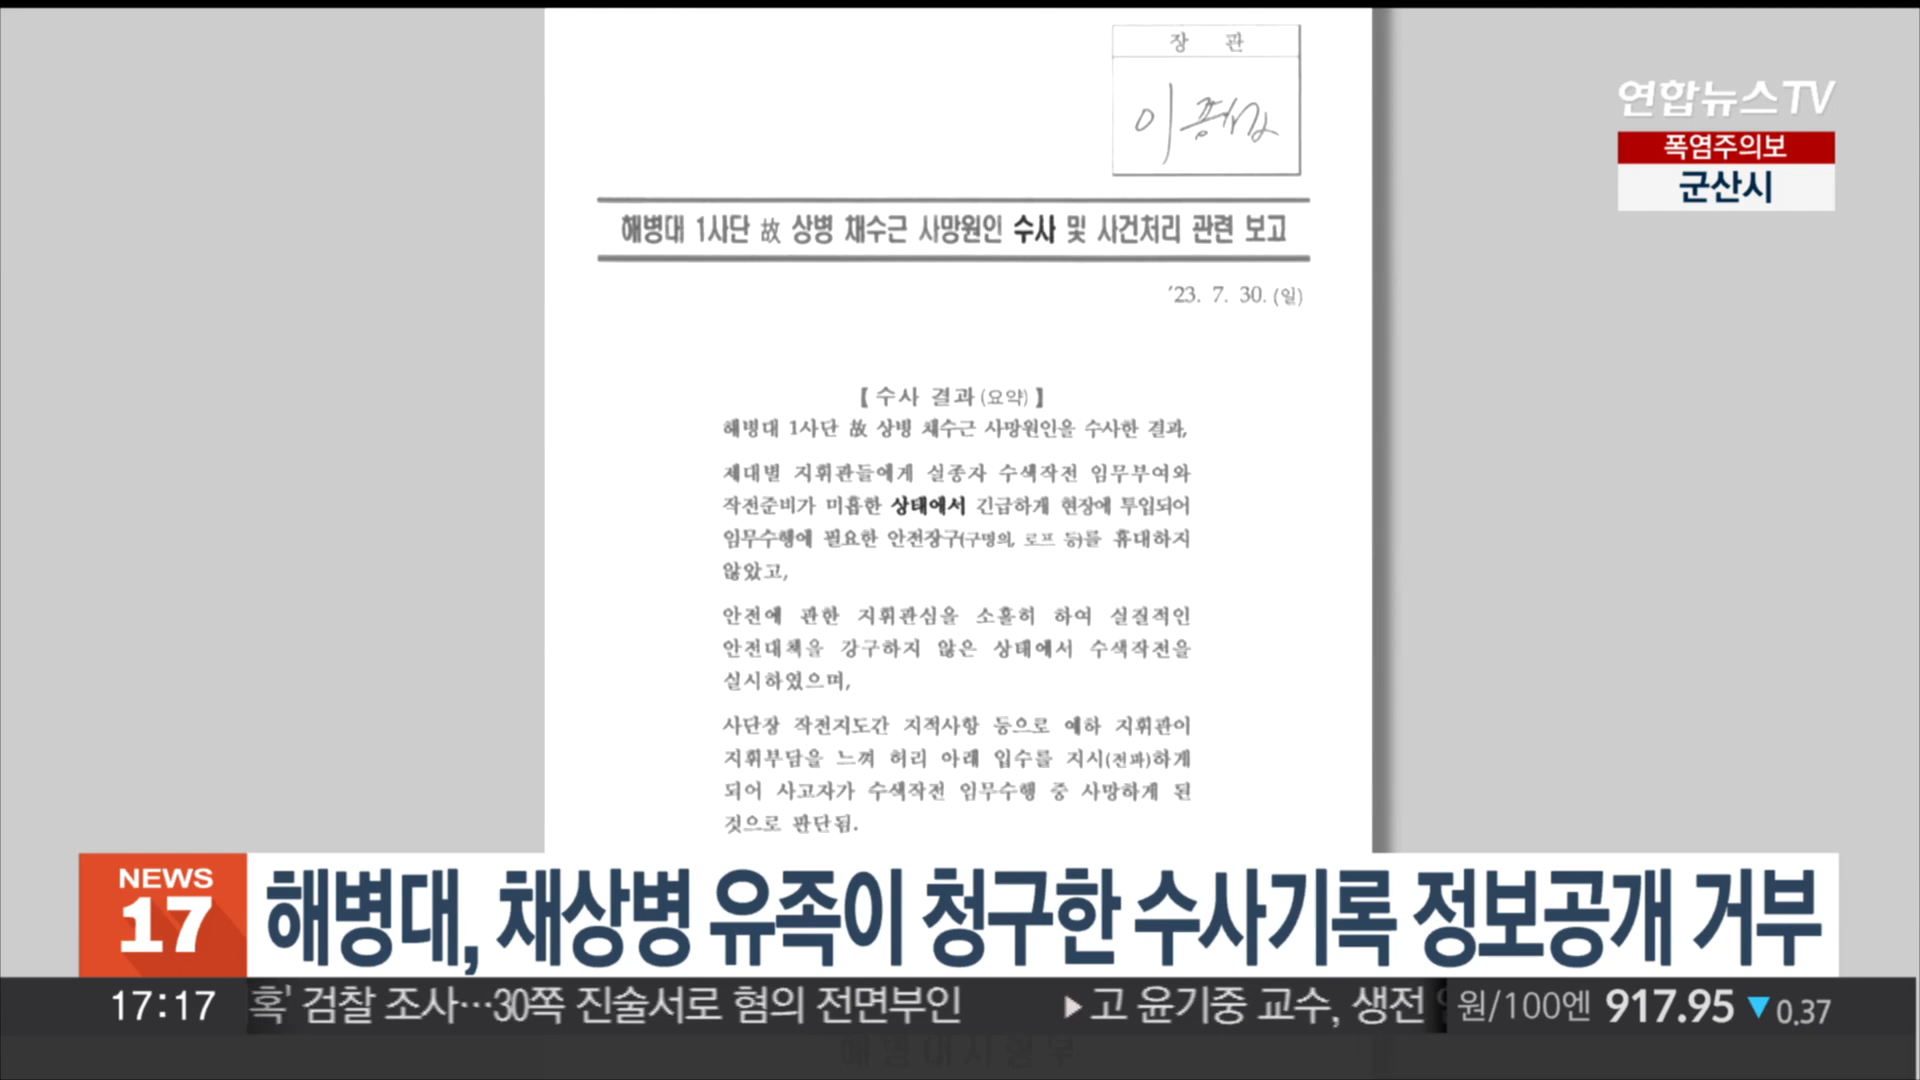 장 관
이종섭
연합뉴스TV
폭염주의보
군산시
해병대 1사단 故 상병 채수근 사망원인 수사 및 사건처리 관련 보고
'23. 7. 30. (일)
【 수사 결과(요약) 】
해병대 1사단 故 상병 채수근 사망원인을 수사한 결과,
제대별 지휘관들에게 실종자 수색작전 임무부여와
작전준비가 미흡한 상태에서 긴급하게 현장에 투입되어
임무수행에 필요한 안전장구(구명의, 로프 등)를 휴대하지
않았고,
안전에 관한 지휘관심을 소홀히 하여 실질적인
안전대책을 강구하지 않은 상태에서 수색작전을
실시하였으며,
사단장 작전지도간 지적사항 등으로 예하 지휘관이
지휘부담을 느껴 허리 아래 입수를 지시(전파)하게
되어 사고자가 수색작전 임무수행 중 사망하게 된
것으로 판단됨.
NEWS
17
해병대, 채상병 유족이 청구한 수사기록 정보공개 거부
17:17 혹' 검찰 조사…30쪽 진술서로 혐의 전면부인 ▶고 윤기중 교수, 생전 원/100엔 917.95 ▼0.37
해병대사령부